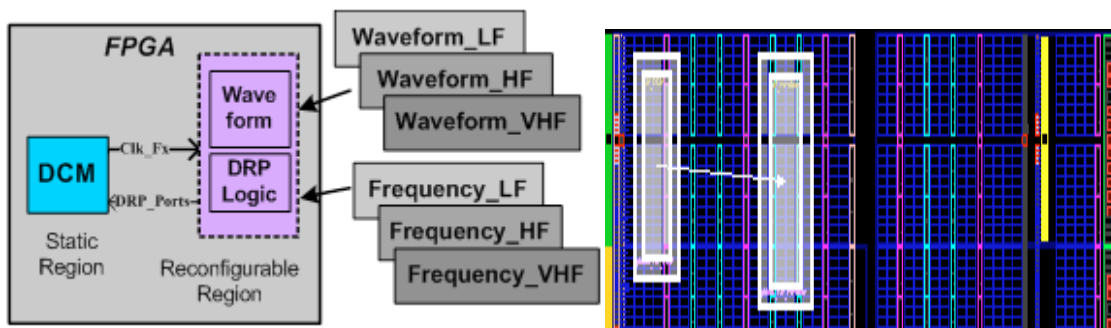 FPGA
Wave
form
DRP
Logic
DCM
Clk_Fx
DRP_Ports
Static
Region
Reconfigurable
Region
Waveform_LF
Waveform_HF
Waveform_VHF
Frequency_LF
Frequency_HF
Frequency_VHF